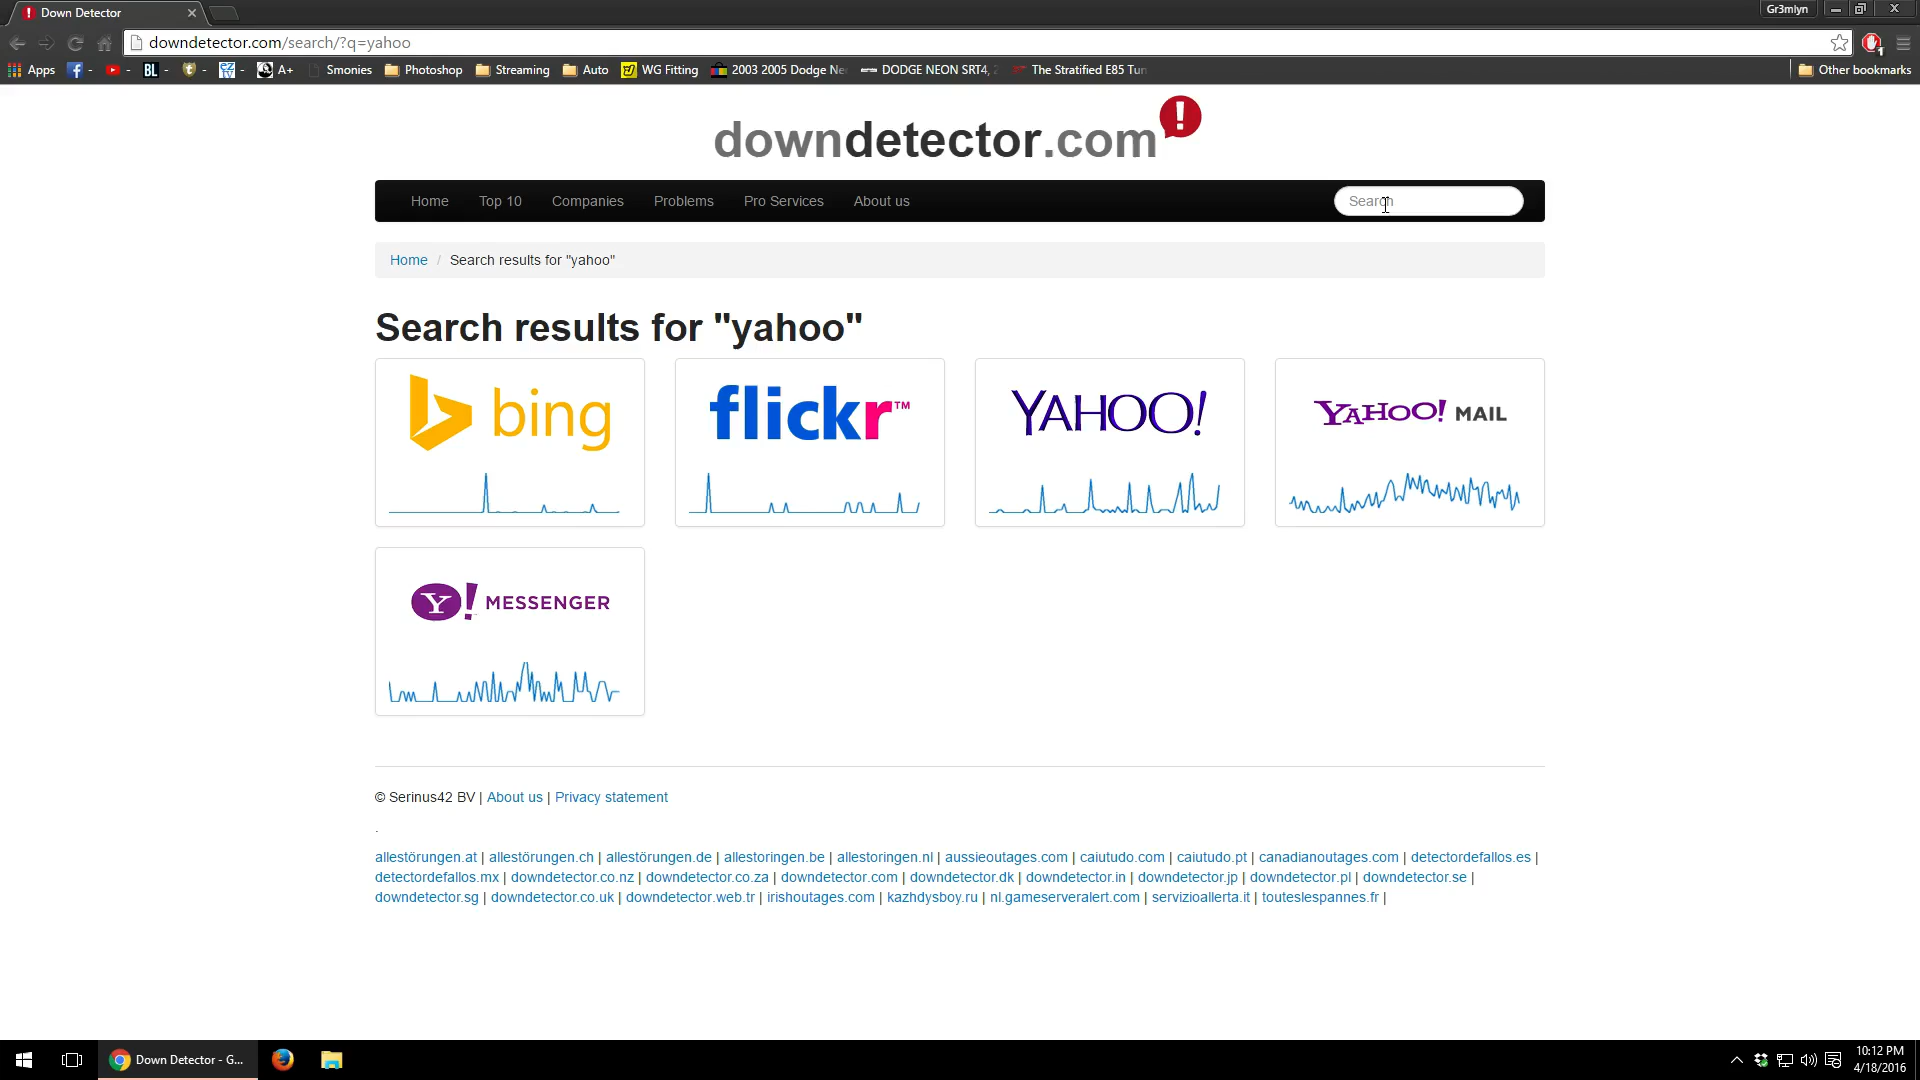 Down Detector
Gr3mlyn
downdetector.com/search/?q=yahoo
Apps - - BL - - - A+ Smonies Photoshop Streaming Auto WG Fitting 2003 2005 Dodge Ne DODGE NEON SRT4, 2 The Stratified E85 Tun Other bookmarks
downdetector.com!
Home Top 10 Companies Problems Pro Services About us Search
Home / Search results for "yahoo"
Search results for "yahoo"
bing flickr™ YAHOO! YAHOO! MAIL
Y! MESSENGER
© Serinus42 BV | About us | Privacy statement
.
allestörungen.at | allestörungen.ch | allestörungen.de | allestoringen.be | allestoringen.nl | aussieoutages.com | caiutudo.com | caiutudo.pt | canadianoutages.com | detectordefallos.es |
detectordefallos.mx | downdetector.co.nz | downdetector.co.za | downdetector.com | downdetector.dk | downdetector.in | downdetector.jp | downdetector.pl | downdetector.se |
downdetector.sg | downdetector.co.uk | downdetector.web.tr | irishoutages.com | kazhdysboy.ru | nl.gameserveralert.com | servizioallerta.it | touteslespannes.fr |
Down Detector - G...
10:12 PM
4/18/2016